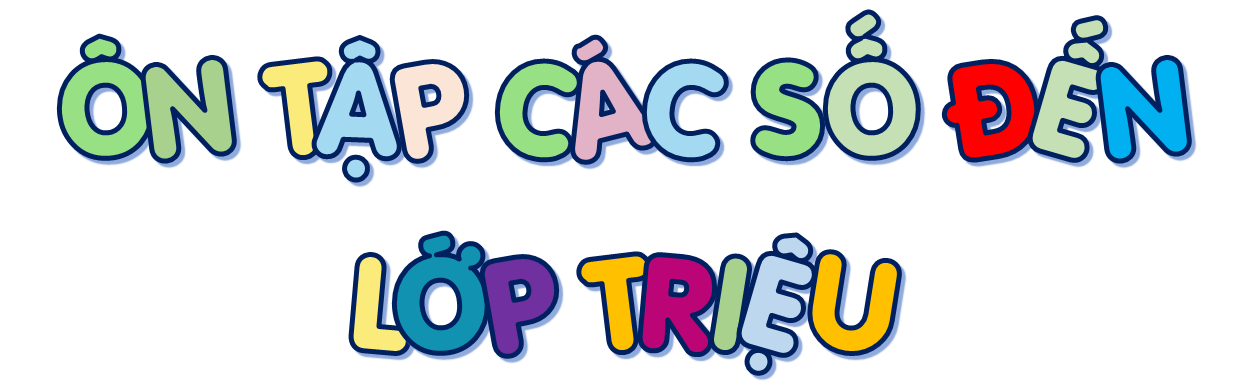 ÔN TẬP CÁC SỐ ĐẾN
LỚP TRIỆU